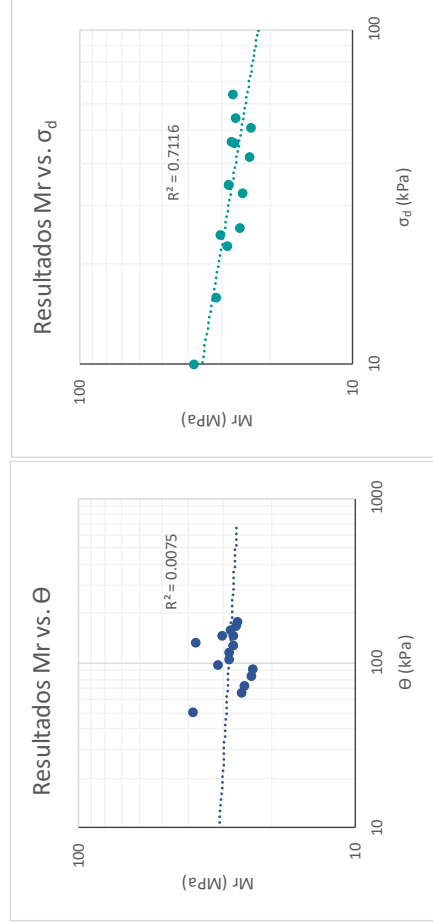 Resultados Mr vs. Θ
Mr (MPa)
100
10
R² = 0.0075
10
100
1000
Θ (kPa)
Resultados Mr vs. σd
Mr (MPa)
100
10
R² = 0.7116
10
100
σd (kPa)